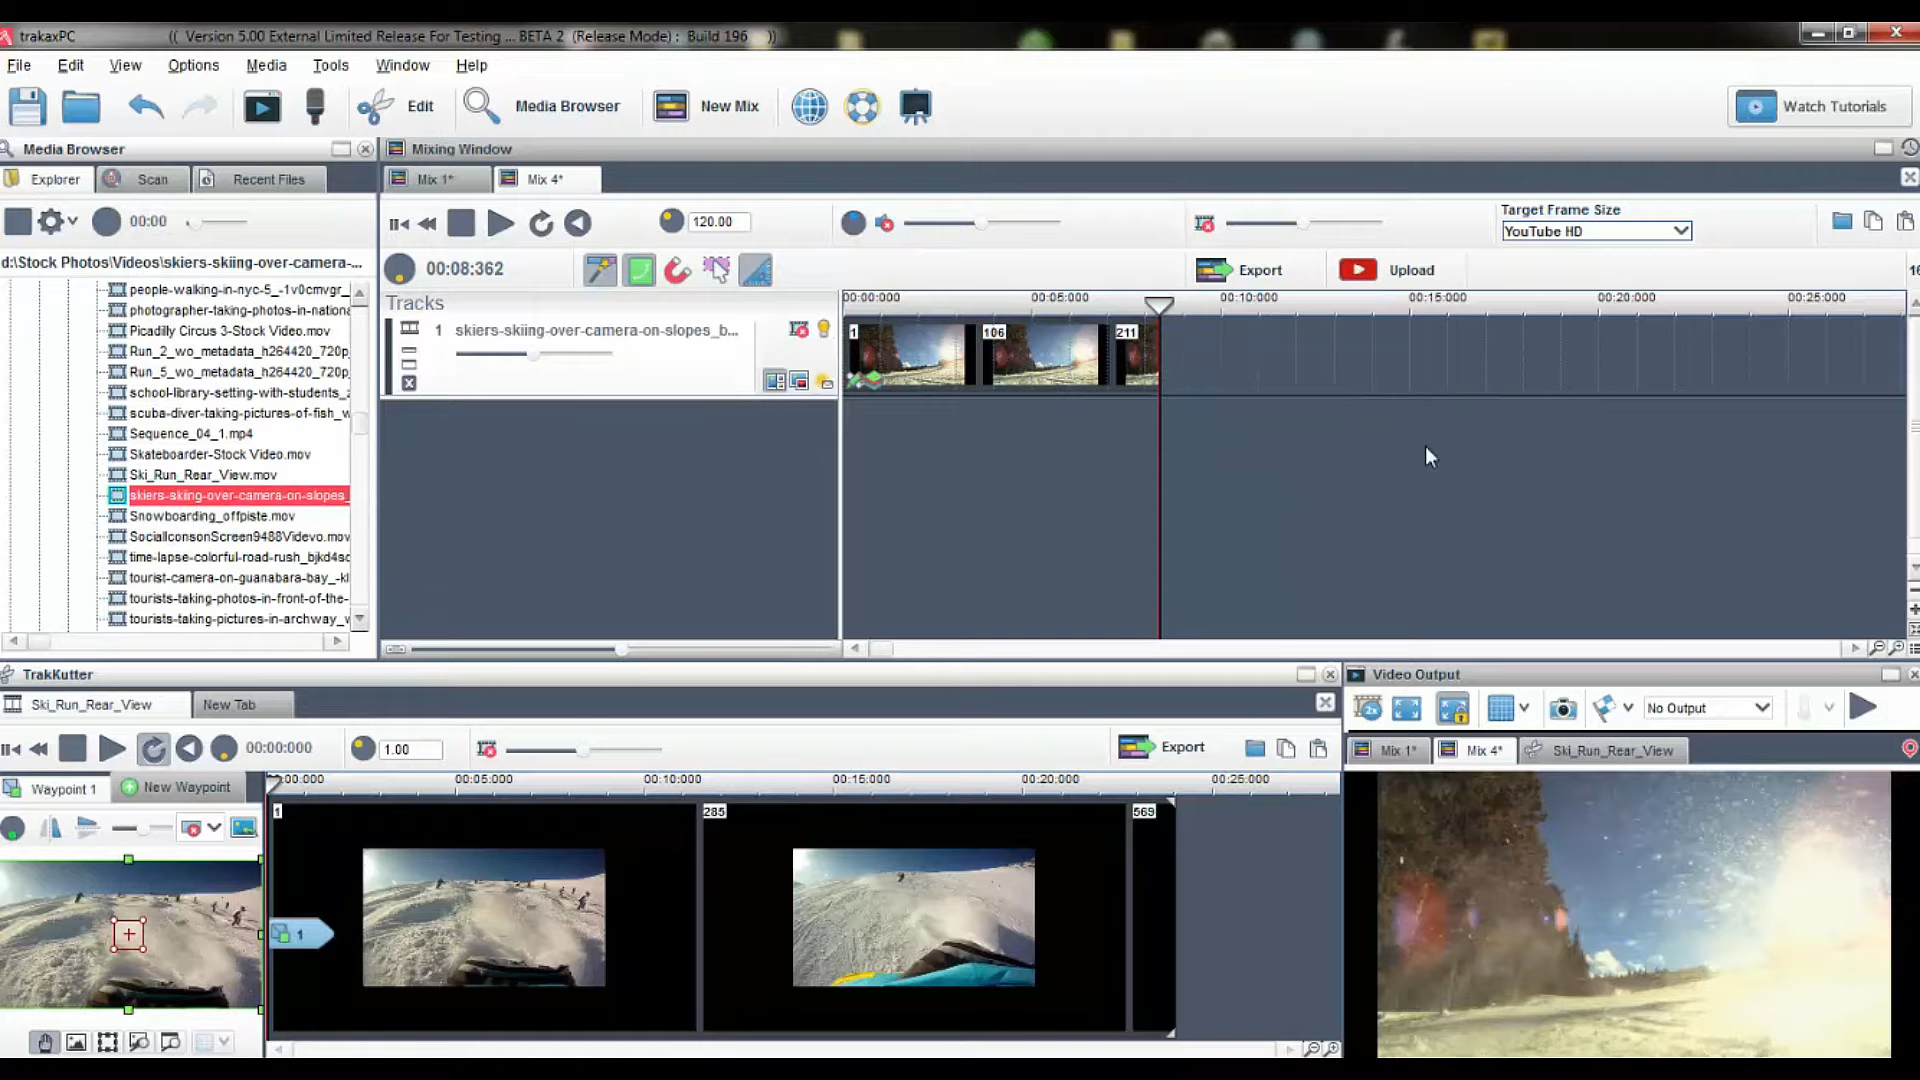 trakaxPC (( Version 5.00 External Limited Release For Testing ... BETA 2 (Release Mode) : Build 196 ))
File Edit View Options Media Tools Window Help
Edit Media Browser New Mix Watch Tutorials
Media Browser
Explorer Scan Recent Files
00:00
d:\Stock Photos\Videos\skiers-skiing-over-camera-...
people-walking-in-nyc-5_-1v0cmvgr_
photographer-taking-photos-in-nationa
Picadilly Circus 3-Stock Video.mov
Run_2_wo_metadata_h264420_720p
Run_5_wo_metadata_h264420_720p
school-library-setting-with-students_
scuba-diver-taking-pictures-of-fish_w
Sequence_04_1.mp4
Skateboarder-Stock Video.mov
Ski_Run_Rear_View.mov
skiers-skiing-over-camera-on-slopes_
Snowboarding_offpiste.mov
SocialIconsonScreen9488Videvo.mov
time-lapse-colorful-road-rush_bjkd4sc
tourist-camera-on-guanabara-bay_-kl
tourists-taking-photos-in-front-of-the-
tourists-taking-pictures-in-archway_w
Mixing Window
Mix 1* Mix 4*
120.00
Target Frame Size
YouTube HD
00:08:362
Export Upload
16
Tracks
00:00:000 00:05:000 00:10:000 00:15:000 00:20:000 00:25:000
1 skiers-skiing-over-camera-on-slopes_b...
1 106 211
TrakKutter
Ski_Run_Rear_View New Tab
00:00:000 1.00 Export
Waypoint 1 New Waypoint
00:000 00:05:000 00:10:000 00:15:000 00:20:000 00:25:000
1 285 569
1
Video Output
2x No Output
Mix 1* Mix 4* Ski_Run_Rear_View